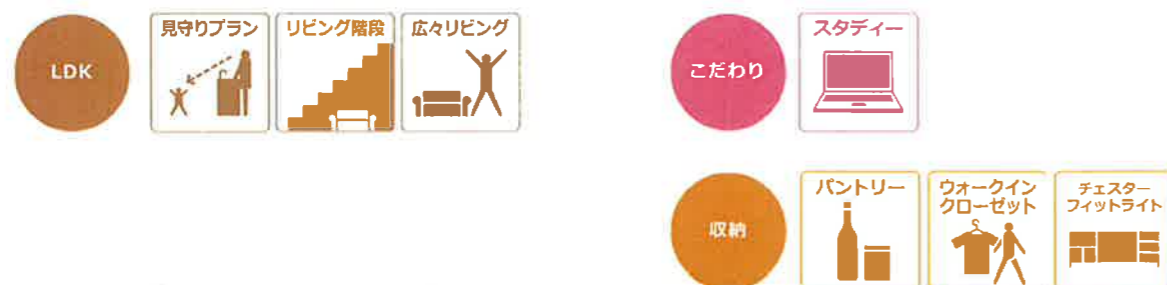 LDK
見守りプラン
リビング階段
広々リビング
こだわり
スタディー
収納
パントリー
ウォークイン
クローゼット
チェスター
フィットライト